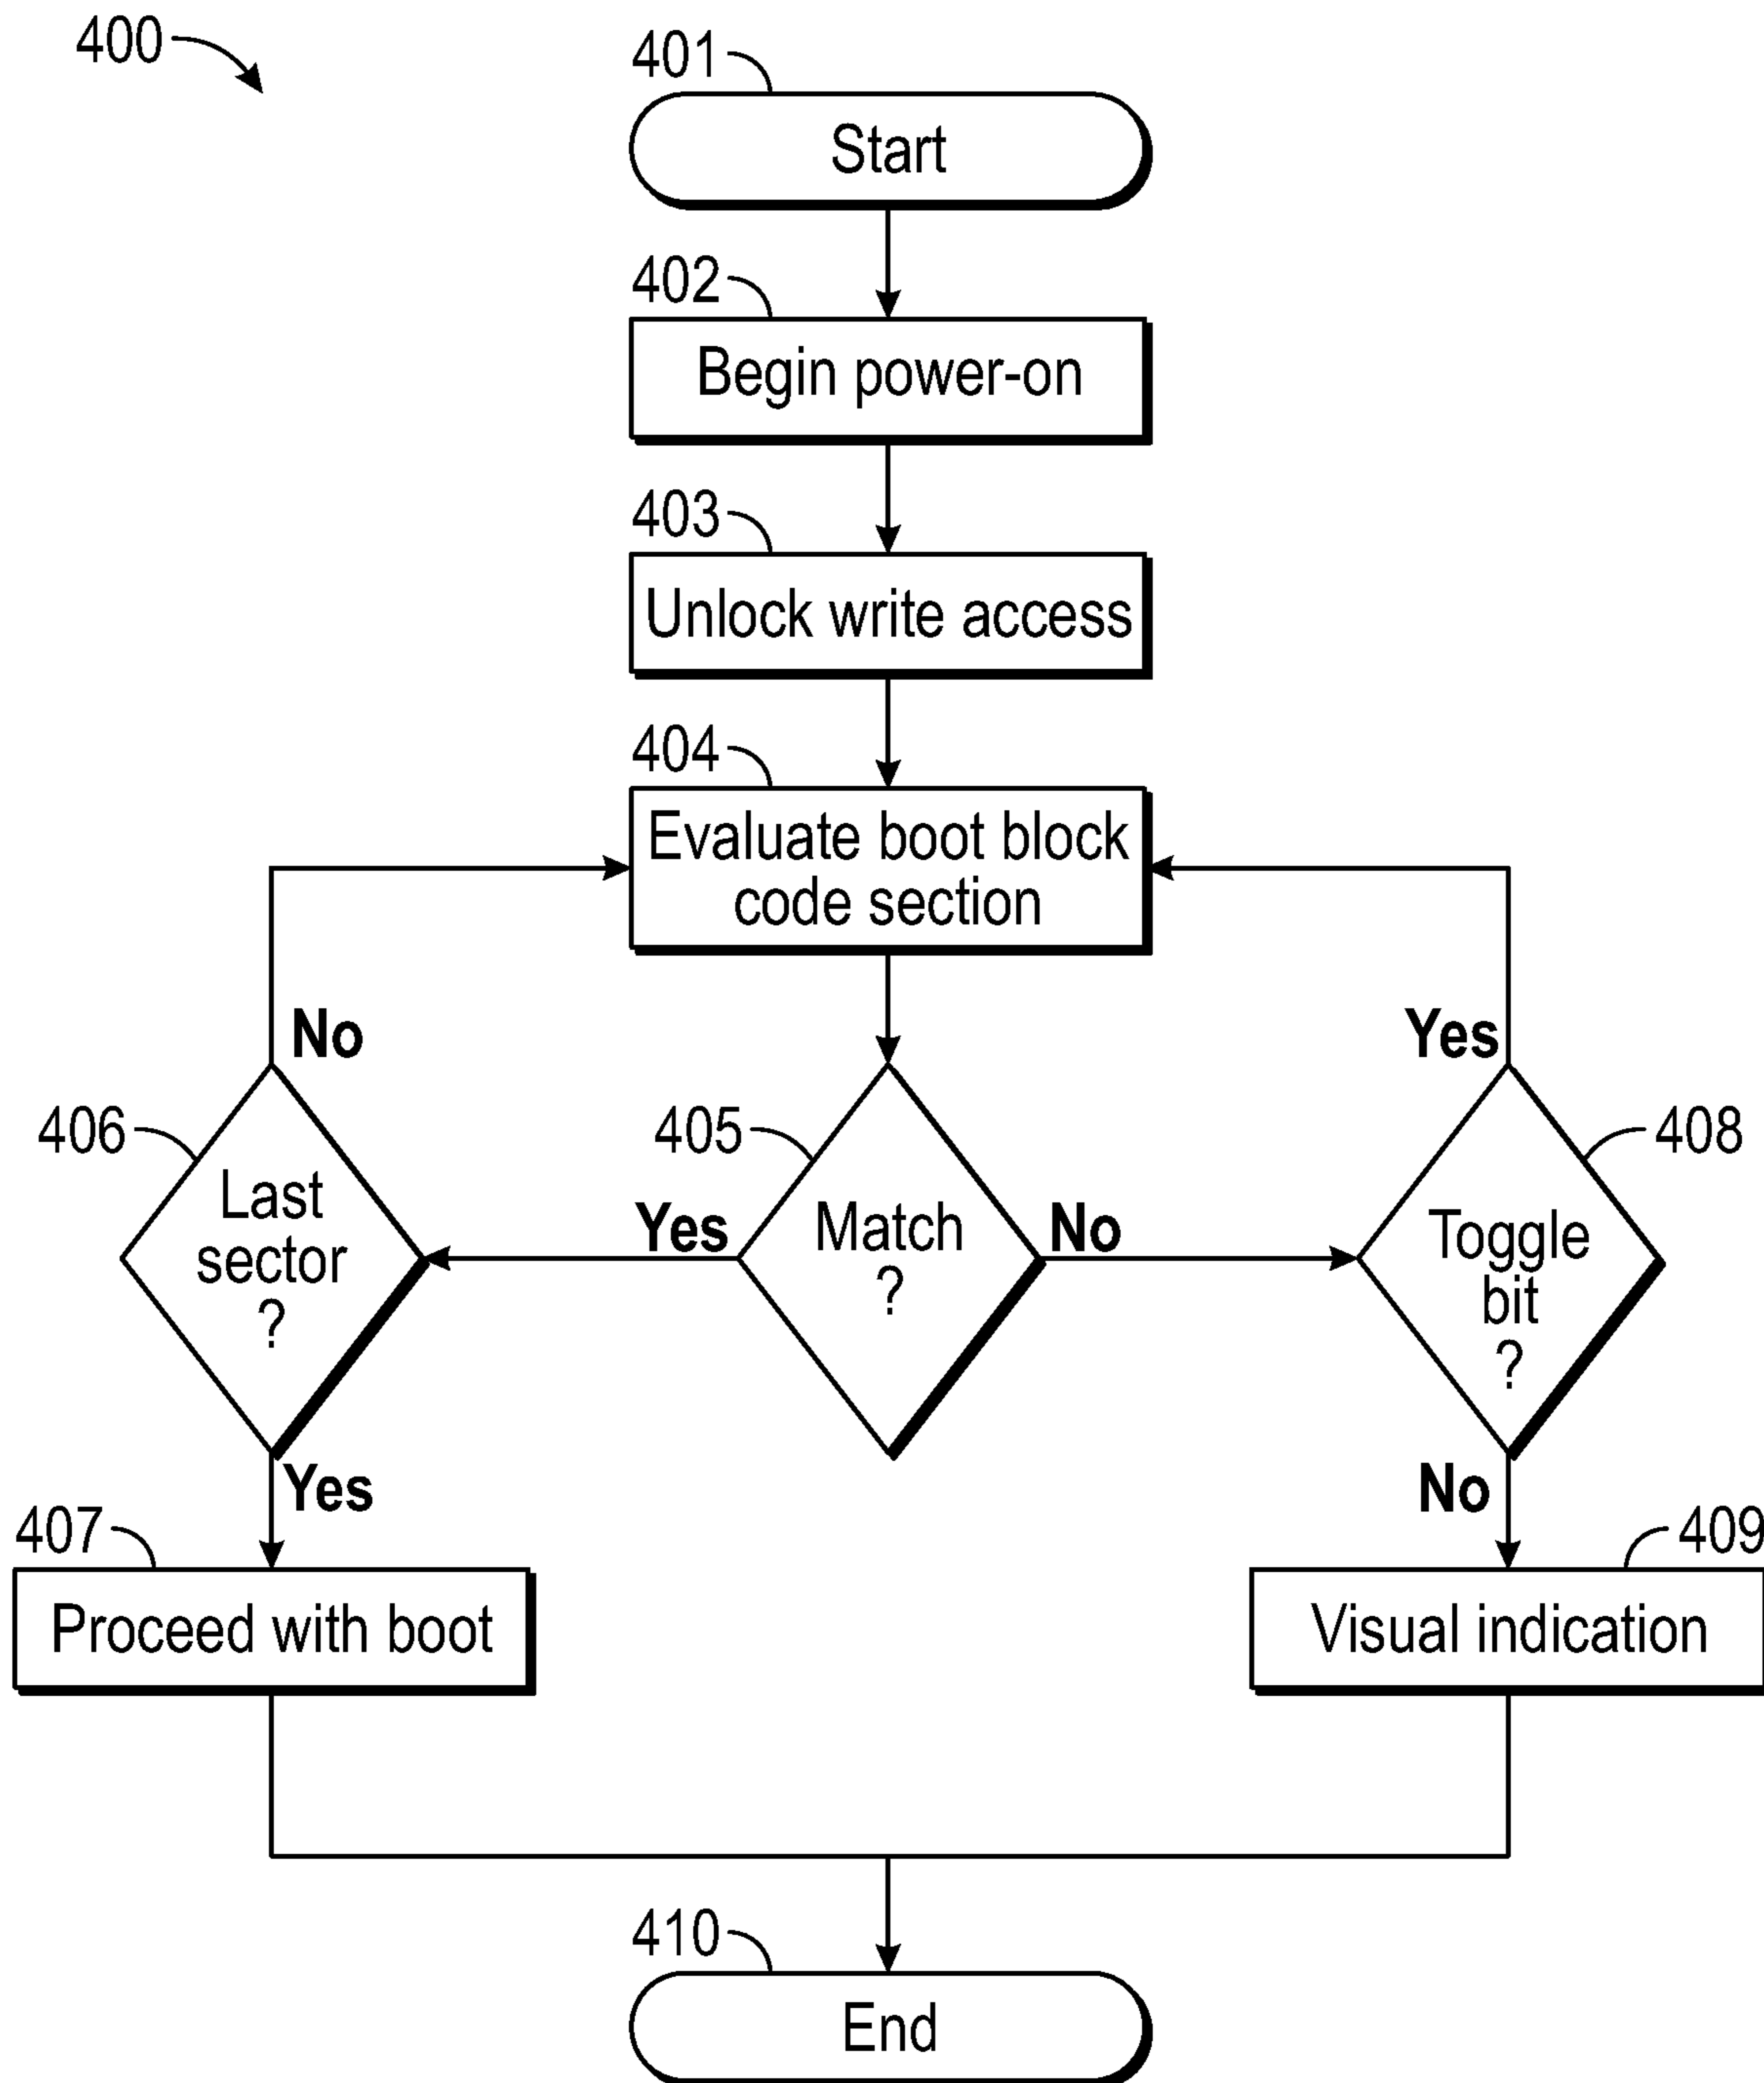 400
401
Start
402
Begin power-on
403
Unlock write access
404
Evaluate boot block
code section
No
Yes
406
405
408
Last
sector
?
Yes
Match
?
No
Toggle
bit
?
Yes
No
407
409
Proceed with boot
Visual indication
410
End